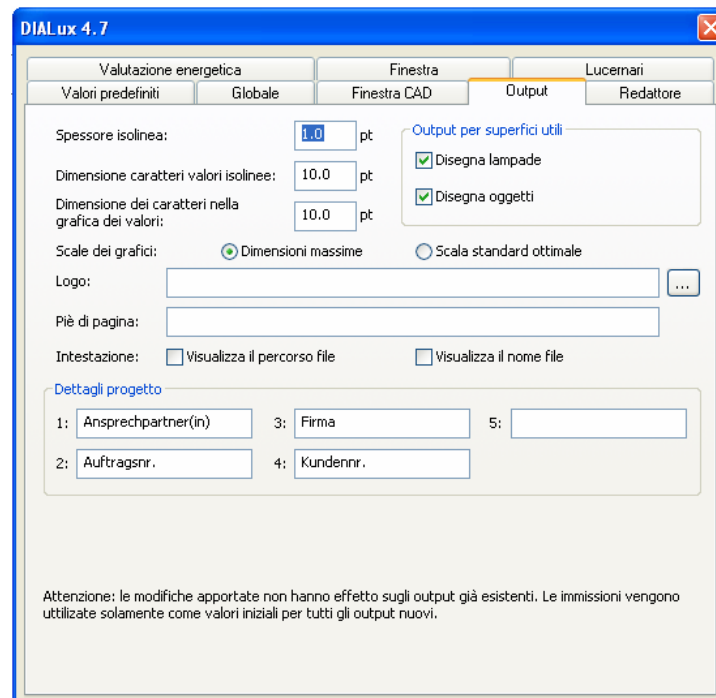 DIALux 4.7
Valutazione energetica Finestra Lucernari
Valori predefiniti Globale Finestra CAD Output Redattore
Spessore isolinea: 1.0 pt
Dimensione caratteri valori isolinee: 10.0 pt
Dimensione dei caratteri nella
grafica dei valori: 10.0 pt
Output per superfici utili
Disegna lampade
Disegna oggetti
Scale dei grafici: Dimensioni massime Scala standard ottimale
Logo: ...
Piè di pagina:
Intestazione: Visualizza il percorso file Visualizza il nome file
Dettagli progetto
1: Ansprechpartner(in) 3: Firma 5:
2: Auftragsnr. 4: Kundennr.
Attenzione: le modifiche apportate non hanno effetto sugli output già esistenti. Le immissioni vengono
uttilizate solamente come valori iniziali per tutti gli output nuovi.